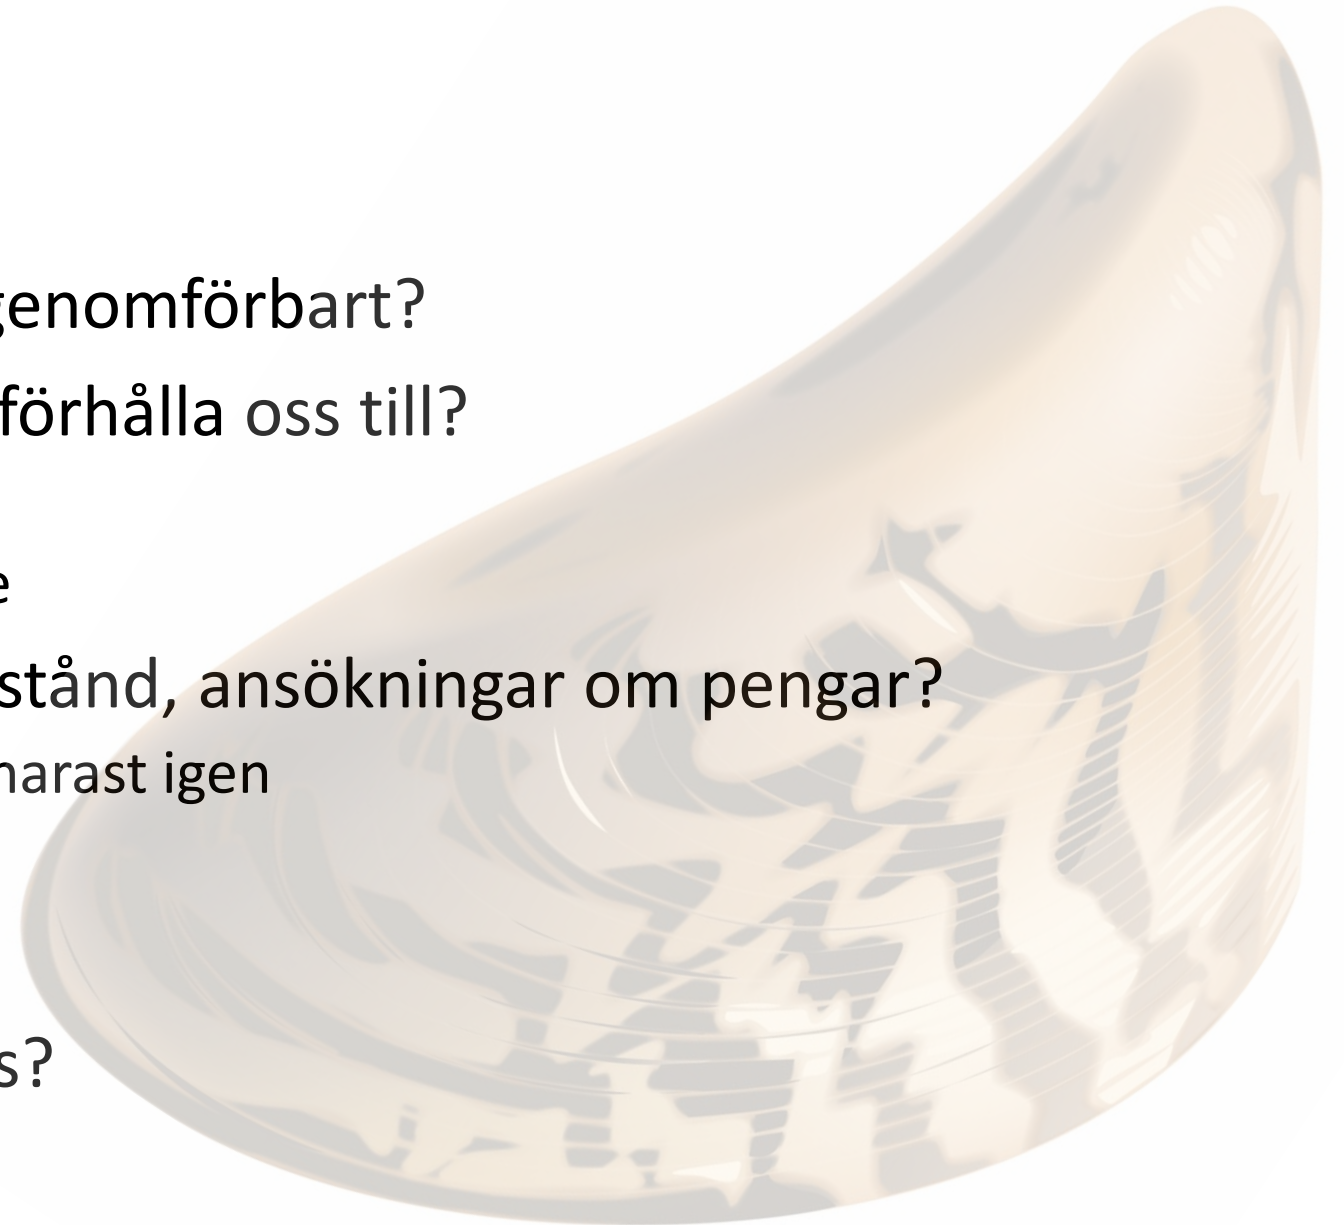 genomförbart?
förhålla oss till?
e
stånd, ansökningar om pengar?
narast igen
s?